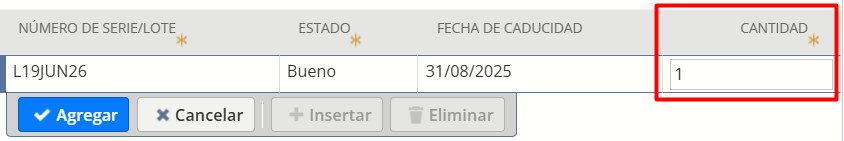 NÚMERO DE SERIE/LOTE ESTADO FECHA DE CADUCIDAD CANTIDAD
L19JUN26 Bueno 31/08/2025 1
Agregar Cancelar Insertar Eliminar